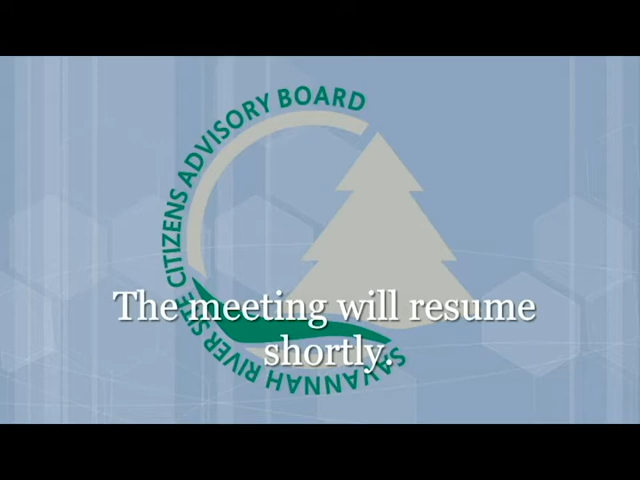 SAVANNAH RIVER SITE CITIZENS ADVISORY BOARD
The meeting will resume
shortly.